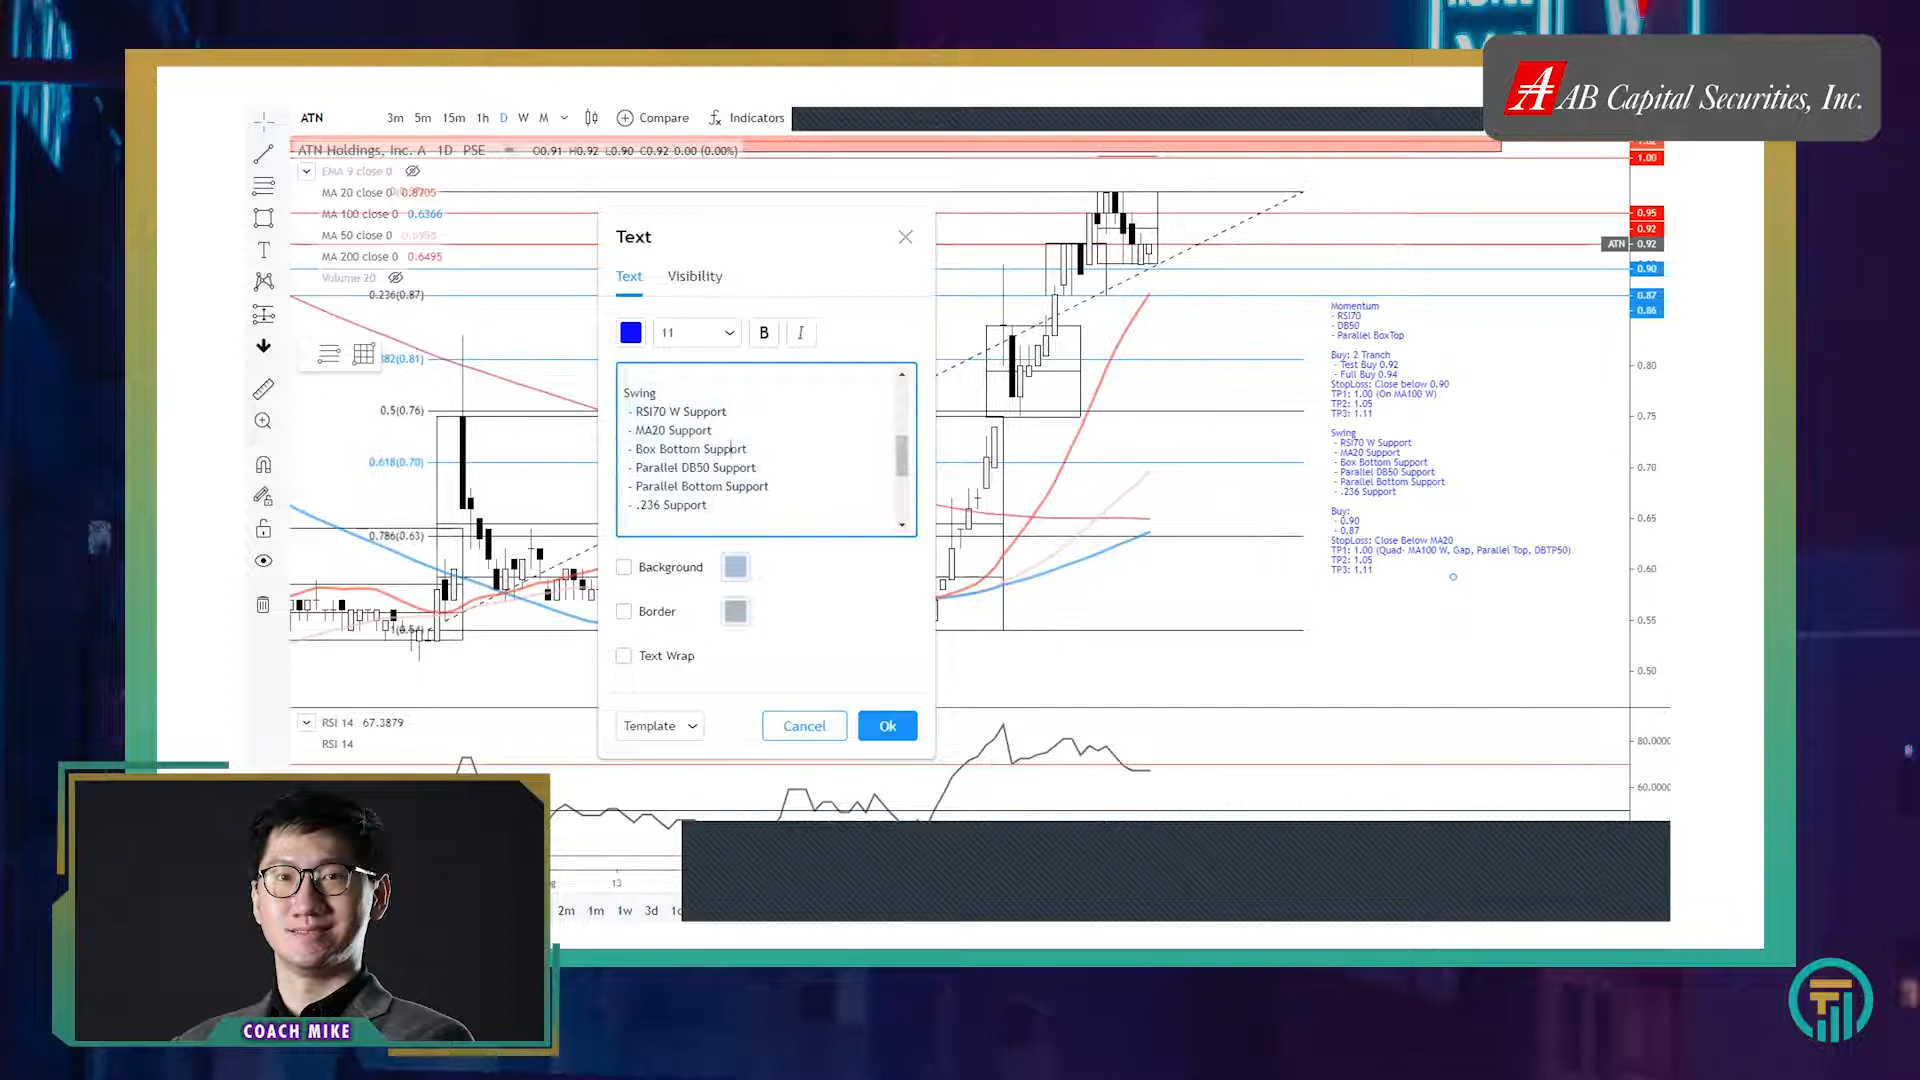 AB Capital Securities, Inc.
ATN 3m 5m 15m 1h D W M Compare Indicators
ATN Holdings, Inc. A 1D PSE O0.91 H0.92 L0.90 C0.92 0.00 (0.00%)
EMA 9 close 0
MA 20 close 0 0.8705
MA 100 close 0 0.6366
MA 50 close 0
MA 200 close 0 0.6495
Volume 20
0.236(0.87)
382(0.81)
0.5(0.76)
0.618(0.70)
0.786(0.63)
1(0.54)
Text
Text Visibility
11 B I
Swing
- RSI70 W Support
- MA20 Support
- Box Bottom Support
- Parallel DB50 Support
- Parallel Bottom Support
- .236 Support
Background
Border
Text Wrap
Template Cancel Ok
Momentum
- RSI70
- DB50
- Parallel BoxTop
Buy: 2 Tranch
- Test Buy 0.92
- Full Buy 0.94
StopLoss: Close below 0.90
TP1: 1.00 (On MA100 W)
TP2: 1.05
TP3: 1.11
Swing
- RSI70 W Support
- MA20 Support
- Box Bottom Support
- Parallel DB50 Support
- Parallel Bottom Support
- .236 Support
Buy:
- 0.90
- 0.87
StopLoss: Close Below MA20
TP1: 1.00 (Quad- MA100 W, Gap, Parallel Top, DBTP50)
TP2: 1.05
TP3: 1.11
1.00
0.95
0.92
ATN 0.92
0.90
0.87
0.86
0.80
0.75
0.70
0.65
0.60
0.55
0.50
RSI 14 67.3879
RSI 14
80.0000
60.0000
13
2m 1m 1w 3d
COACH MIKE